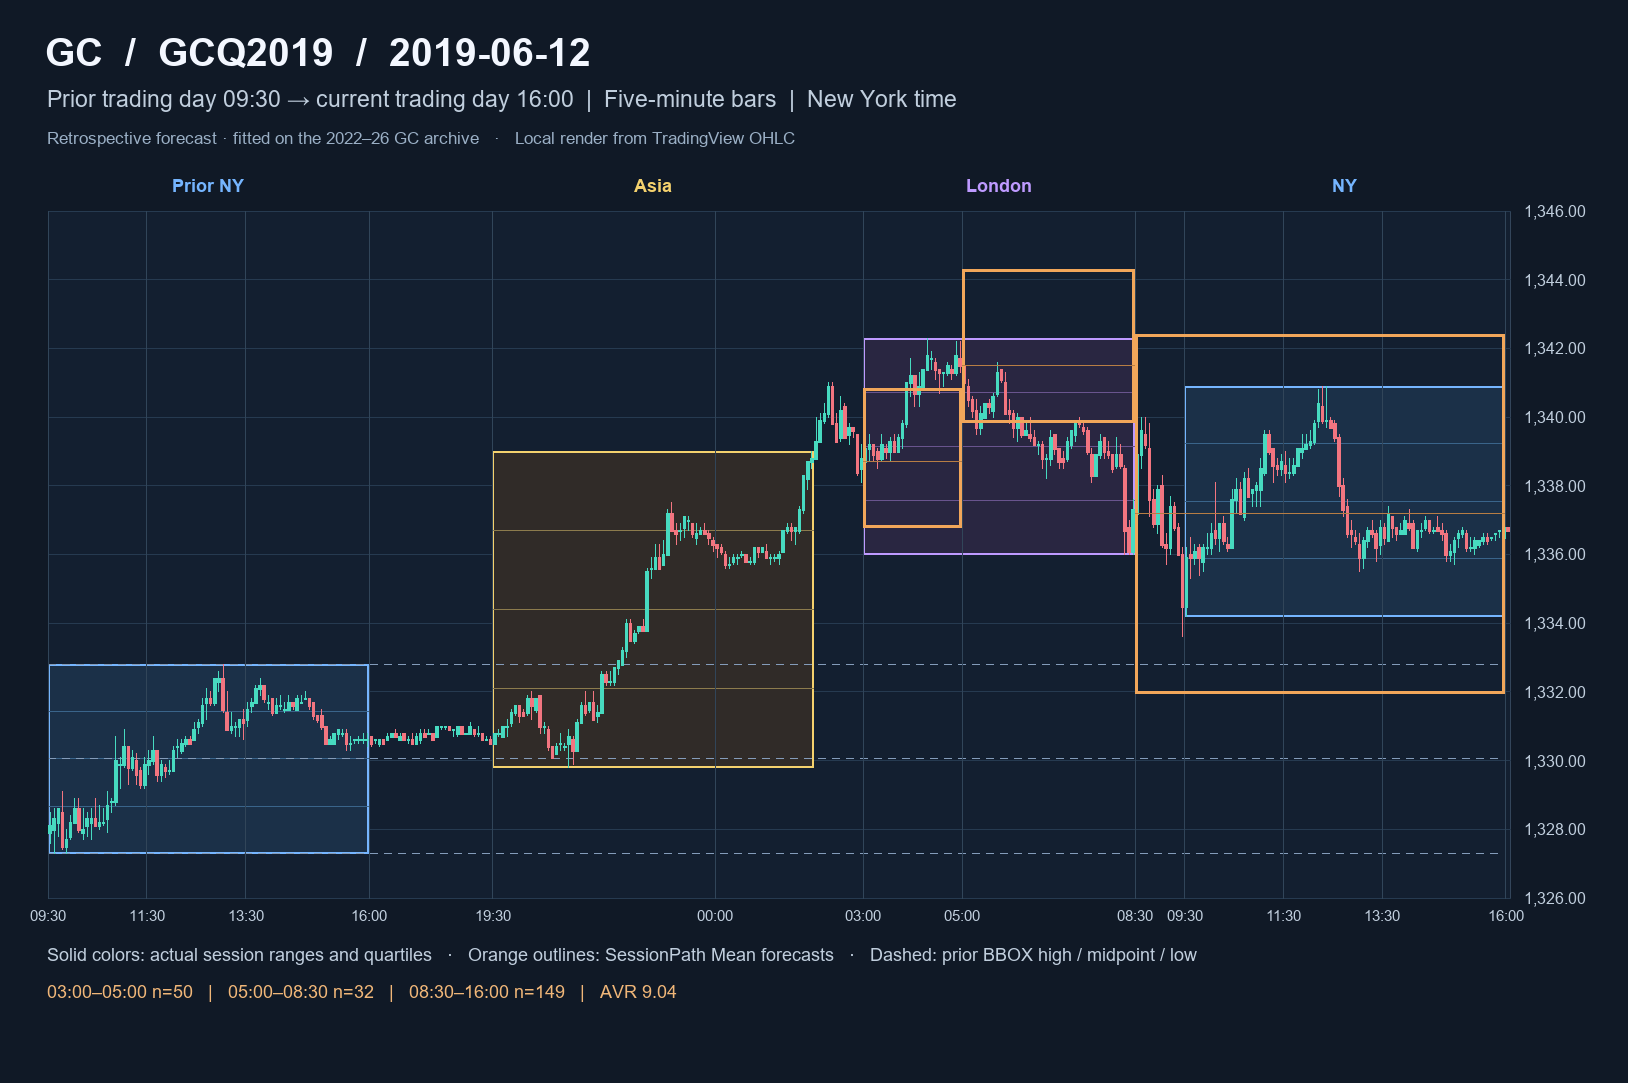 GC / GCQ2019 / 2019-06-12
Prior trading day 09:30 → current trading day 16:00 | Five-minute bars | New York time
Retrospective forecast · fitted on the 2022–26 GC archive · Local render from TradingView OHLC
Prior NY
Asia
London
NY
1,346.00
1,344.00
1,342.00
1,340.00
1,338.00
1,336.00
1,334.00
1,332.00
1,330.00
1,328.00
1,326.00
09:30 11:30 13:30 16:00 19:30 00:00 03:00 05:00 08:30 09:30 11:30 13:30 16:00
Solid colors: actual session ranges and quartiles · Orange outlines: SessionPath Mean forecasts · Dashed: prior BBOX high / midpoint / low
03:00–05:00 n=50 | 05:00–08:30 n=32 | 08:30–16:00 n=149 | AVR 9.04